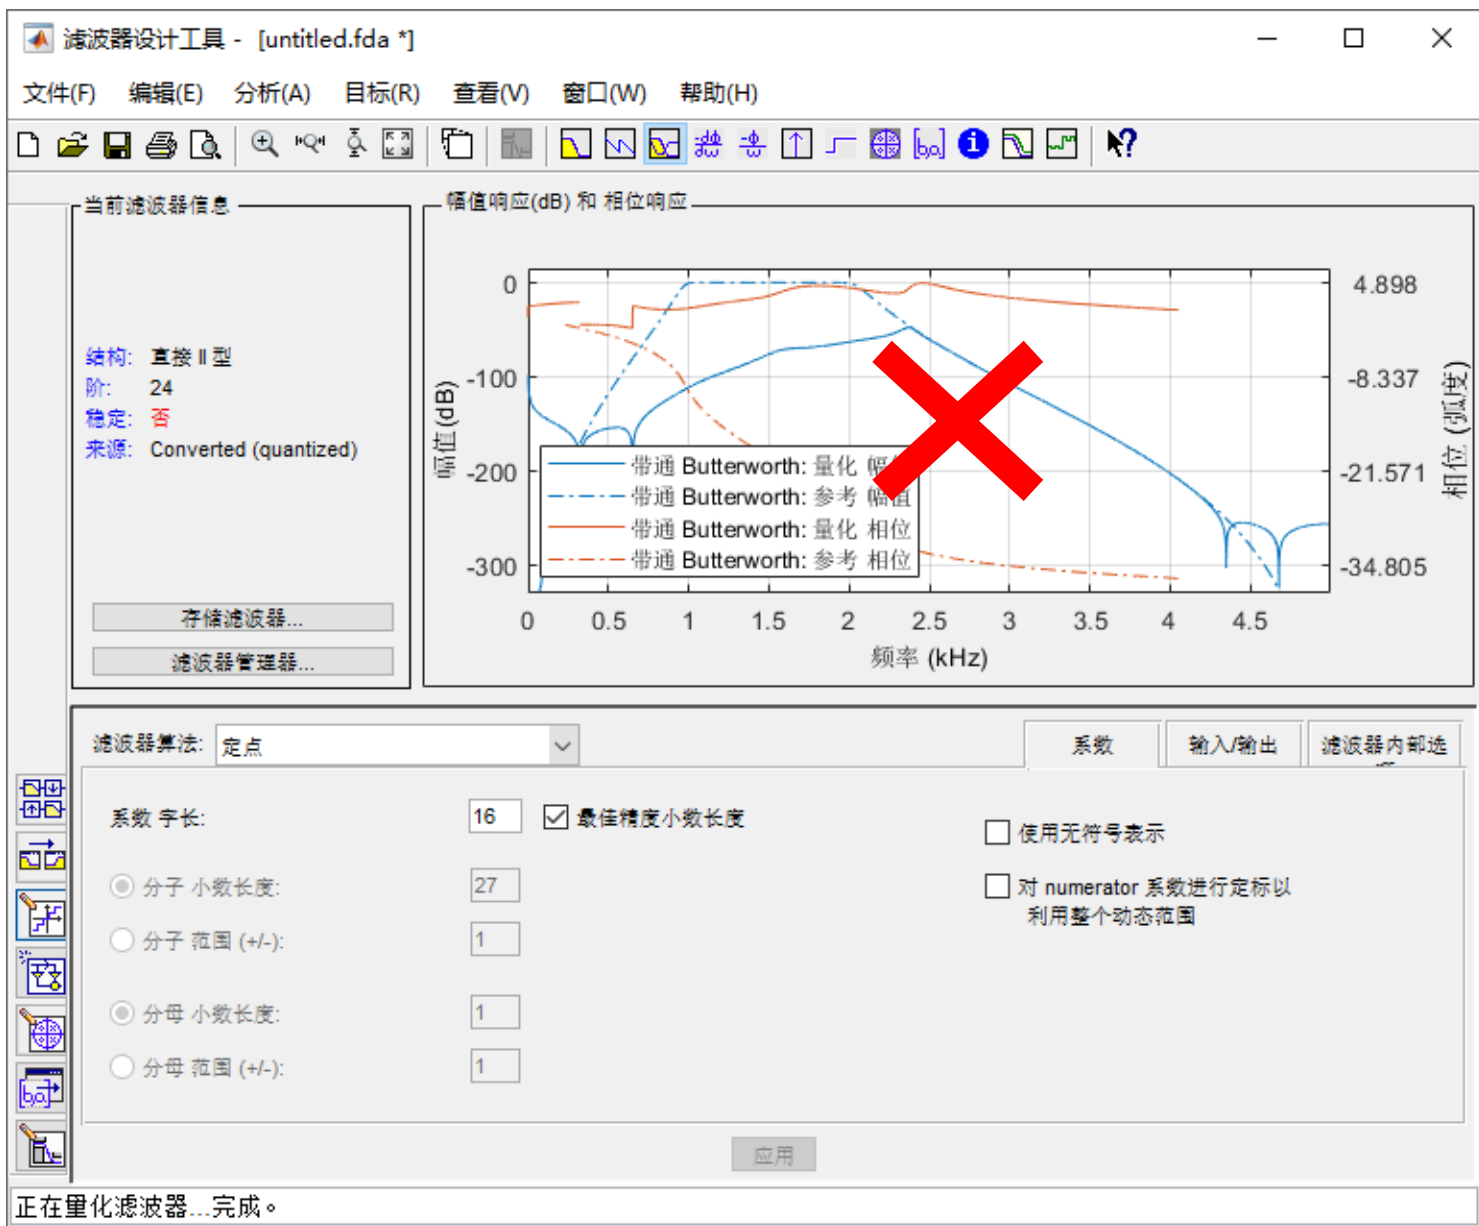 滤波器设计工具 - [untitled.fda *]
文件(F) 编辑(E) 分析(A) 目标(R) 查看(V) 窗口(W) 帮助(H)
当前滤波器信息
结构: 直接 II 型
阶: 24
稳定: 否
来源: Converted (quantized)
存储滤波器...
滤波器管理器...
幅值响应(dB) 和 相位响应
0
-100
-200
-300
幅值(dB)
4.898
-8.337
-21.571
-34.805
相位 (弧度)
带通 Butterworth: 量化 幅
带通 Butterworth: 参考 幅值
带通 Butterworth: 量化 相位
带通 Butterworth: 参考 相位
0 0.5 1 1.5 2 2.5 3 3.5 4 4.5
频率 (kHz)
滤波器算法: 定点
系数 输入/输出 滤波器内部选
系数 字长: 16 最佳精度小数长度
使用无符号表示
分子 小数长度: 27
对 numerator 系数进行定标以
利用整个动态范围
分子 范围 (+/-): 1
分母 小数长度: 1
分母 范围 (+/-): 1
应用
正在量化滤波器...完成。